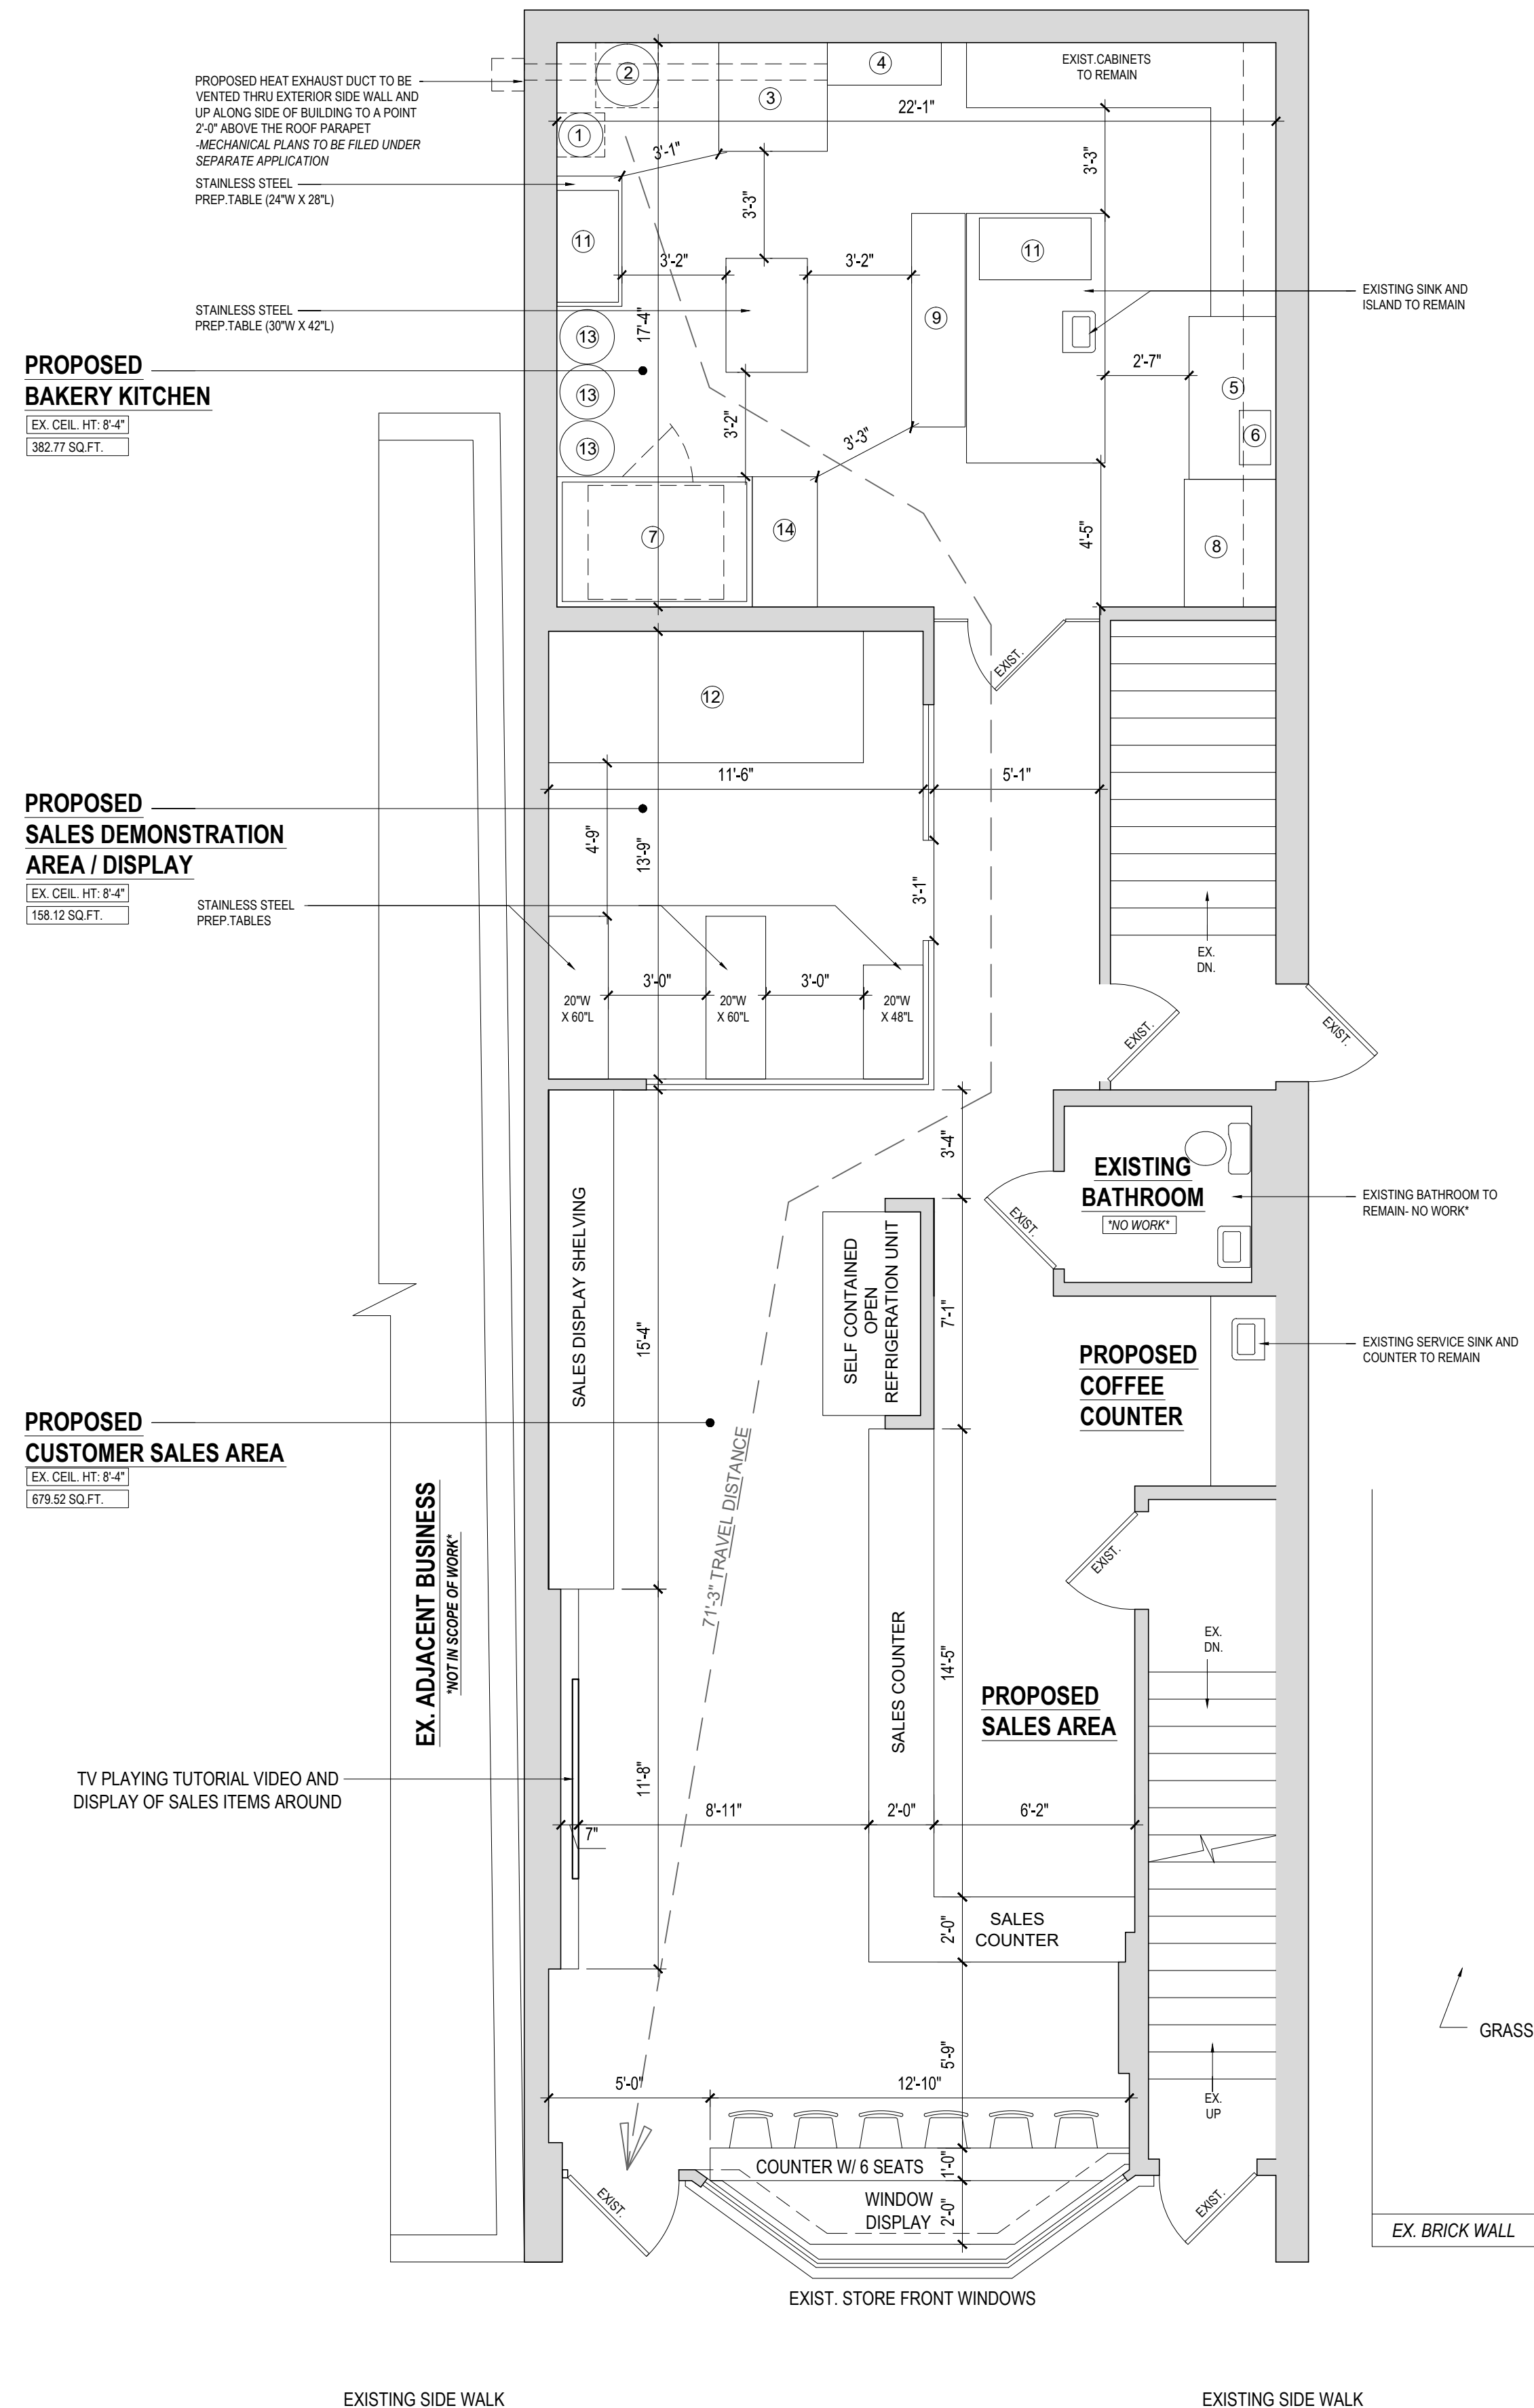 EXIST.CABINETS
TO REMAIN
PROPOSED HEAT EXHAUST DUCT TO BE
VENTED THRU EXTERIOR SIDE WALL AND
UP ALONG SIDE OF BUILDING TO A POINT
2'-0" ABOVE THE ROOF PARAPET
-MECHANICAL PLANS TO BE FILED UNDER
SEPARATE APPLICATION
2
3
4
22'-1"
1
3'-1"
3'-3"
STAINLESS STEEL
PREP.TABLE (24"W X 28"L)
3'-3"
11
11
3'-2"
3'-2"
EXISTING SINK AND
ISLAND TO REMAIN
STAINLESS STEEL
PREP.TABLE (30"W X 42"L)
17'-4"
9
13
2'-7"
PROPOSED
BAKERY KITCHEN
EX. CEIL. HT: 8'-4"
382.77 SQ.FT.
13
5
3'-2"
3'-3"
6
13
7
14
4'-5"
8
EXIST.
12
11'-6"
5'-1"
PROPOSED
SALES DEMONSTRATION
AREA / DISPLAY
EX. CEIL. HT: 8'-4"
158.12 SQ.FT.
4'-9"
13'-9"
3'-1"
STAINLESS STEEL
PREP.TABLES
EX.
DN.
3'-0"
3'-0"
20"W
X 60"L
20"W
X 60"L
20"W
X 48"L
EXIST.
EXIST.
3'-4"
EXISTING
BATHROOM
*NO WORK*
EXISTING BATHROOM TO
REMAIN- NO WORK*
EXIST.
SALES DISPLAY SHELVING
SELF CONTAINED
OPEN
REFRIGERATION UNIT
15'-4"
7'-1"
EXISTING SERVICE SINK AND
COUNTER TO REMAIN
PROPOSED
COFFEE
COUNTER
PROPOSED
CUSTOMER SALES AREA
EX. CEIL. HT: 8'-4"
679.52 SQ.FT.
71'-3" TRAVEL DISTANCE
EX. ADJACENT BUSINESS
*NOT IN SCOPE OF WORK*
EXIST.
SALES COUNTER
14'-5"
EX.
DN.
PROPOSED
SALES AREA
TV PLAYING TUTORIAL VIDEO AND
DISPLAY OF SALES ITEMS AROUND
11'-8"
8'-11"
2'-0"
6'-2"
7"
SALES
COUNTER
2'-0"
GRASS
5'-9"
5'-0"
12'-10"
EX.
UP
COUNTER W/ 6 SEATS
1'-0"
WINDOW
DISPLAY
2'-0"
EXIST.
EXIST.
EX. BRICK WALL
EXIST. STORE FRONT WINDOWS
EXISTING SIDE WALK
EXISTING SIDE WALK